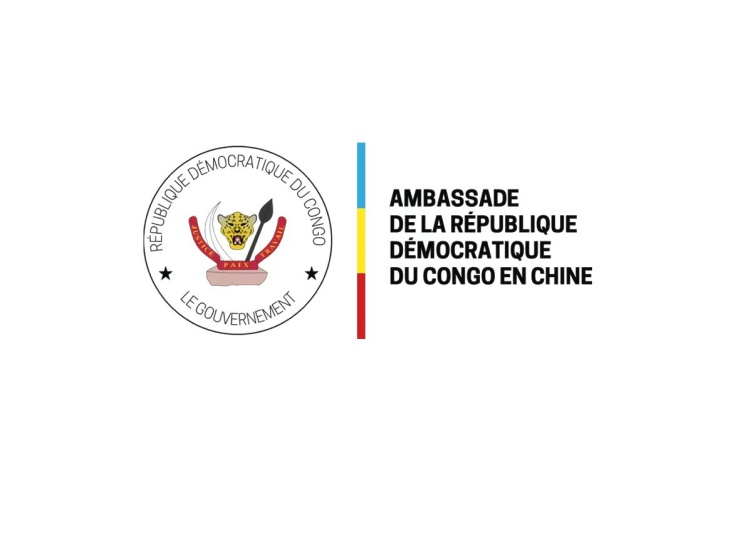 RÉPUBLIQUE DÉMOCRATIQUE DU CONGO
JUSTICE
PAIX
TRAVAIL
LE GOUVERNEMENT
AMBASSADE
DE LA RÉPUBLIQUE
DÉMOCRATIQUE
DU CONGO EN CHINE